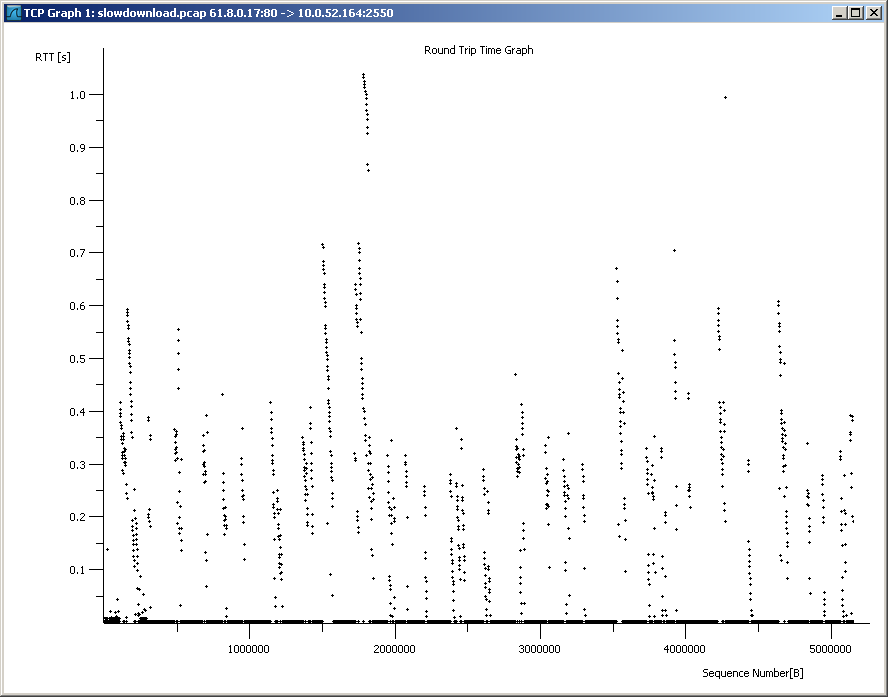 TCP Graph 1: slowdownload.pcap 61.8.0.17:80 -> 10.0.52.164:2550
Round Trip Time Graph
RTT [s]
1.0
0.9
0.8
0.7
0.6
0.5
0.4
0.3
0.2
0.1
1000000 2000000 3000000 4000000 5000000
Sequence Number[B]